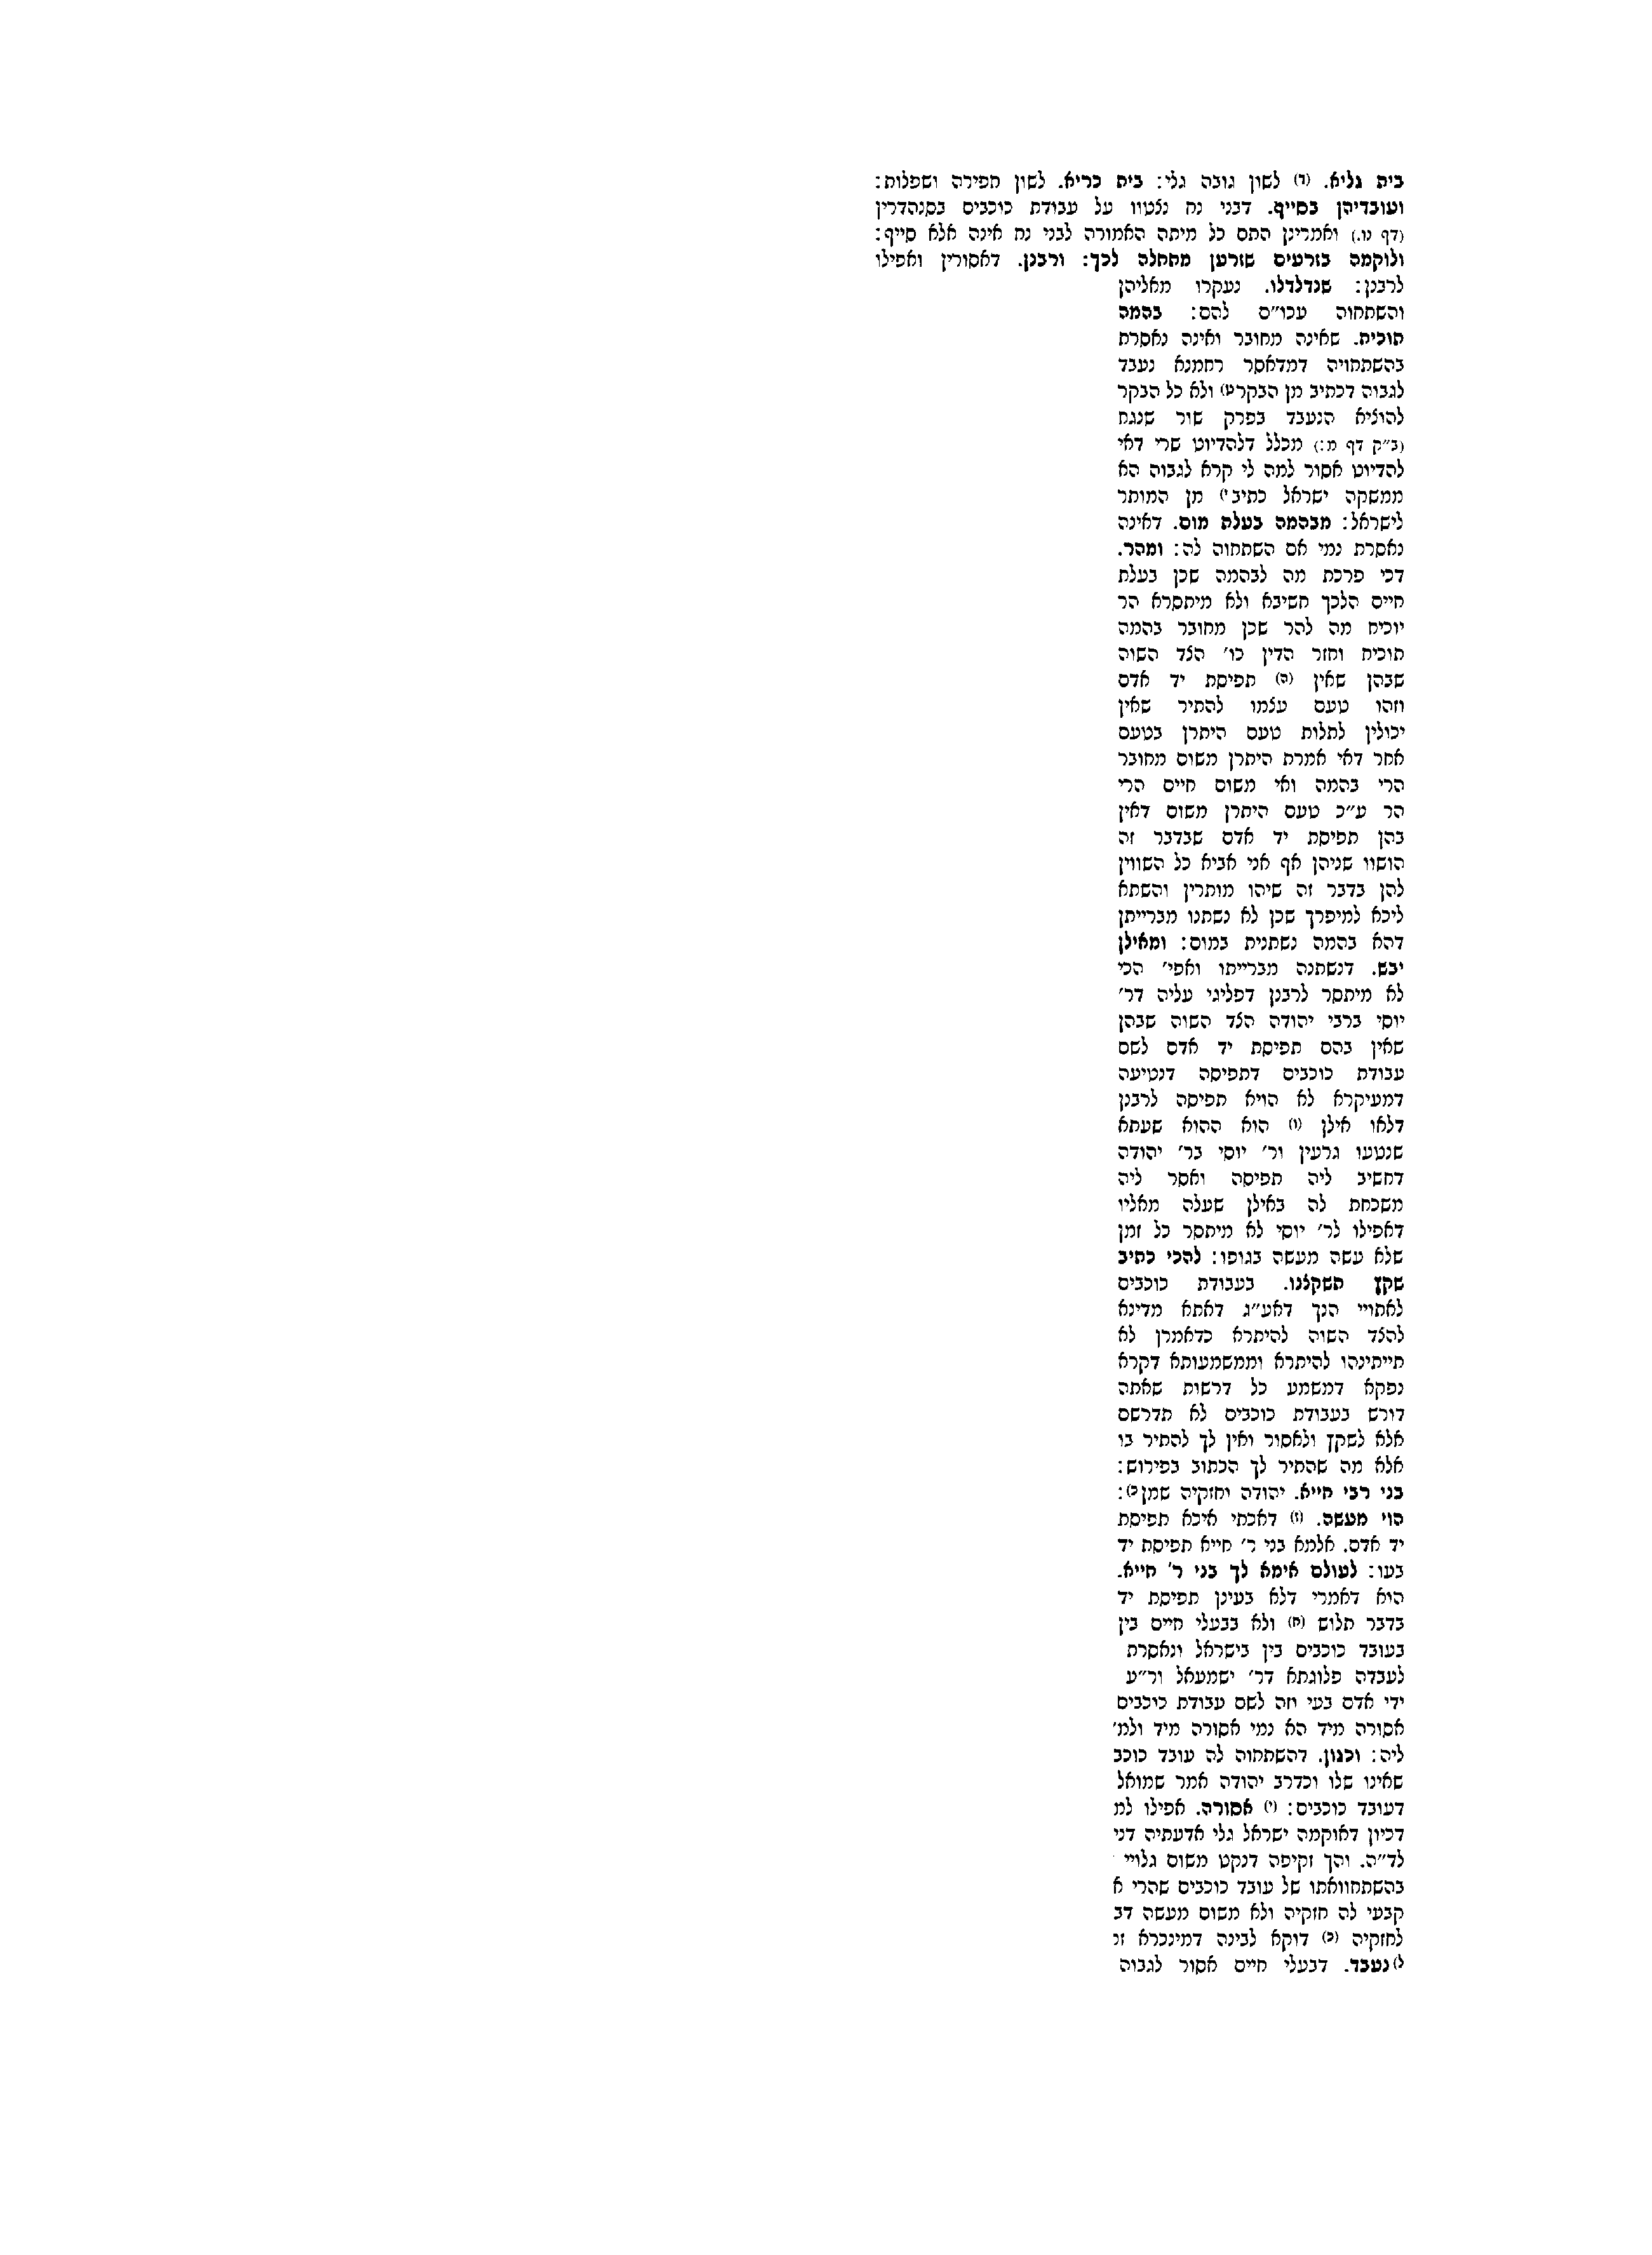 בית גליא. (ד) לשון גובה גלי: בית כריא. לשון חפירה ושפלות:
ועובדיהן בסייף. דבני נח נצטוו על עבודת כוכבים בסנהדרין
(דף נו.) ואמרינן התם כל מיתה האמורה לבני נח אינה אלא סייף:
ולוקמה בזרעים שזרען מתחלה לכך: ורבנן. דאסורין ואפילו
לרבנן: שנדלדלו. נעקרו מאליהן
והשתחוה עכו״ם להם: בהמה
תוכית. שאינה מחובר ואינה נאסרת
בהשתחויה דמדאסר רחמנא נעבד
לגבוה דכתיב מן הבקרט) ולא כל הבקר
להוציא הנעבד בפרק שור שנגח
(ב״ק דף מ:) מכלל דלהדיוט שרי דאי
להדיוט אסור למה לי קרא לגבוה הא
ממשקה ישראל כתיבי) מן המותר
לישראל: מבהמה בעלת מום. דאינה
נאסרת נמי אם השתחוה לה: ומהר.
דכי פרכת מה לבהמה שכן בעלת
חיים הלכך חשיבא ולא מיתסרא הר
יוכיח מה להר שכן מחובר בהמה
תוכית וחזר הדין כו׳ הצד השוה
שבהן שאין (ה) תפיסת יד אדם
וזהו טעם עצמו להתיר שאין
יכולין לתלות טעם היתרן בטעם
אחר דאי אמרת היתרן משום מחובר
הרי בהמה ואי משום חיים הרי
הר ע״כ טעם היתרן משום דאין
בהן תפיסת יד אדם שבדבר זה
הושוו שניהן אף אני אביא כל השווין
להן בדבר זה שיהו מותרין והשתא
ליכא למיפרך שכן לא נשתנו מברייתן
דהא בהמה נשתנית במום: ומאילן
יבש. דנשתנה מברייתו ואפי׳ הכי
לא מיתסר לרבנן דפליגי עליה דר׳
יוסי ברבי יהודה הצד השוה שבהן
שאין בהם תפיסת יד אדם לשם
עבודת כוכבים דתפיסה דנטיעה
דמעיקרא לא הויא תפיסה לרבנן
דלאו אילן (ו) הוא ההוא שעתא
שנטעו גרעין ור׳ יוסי בר׳ יהודה
דחשיב ליה תפיסה ואסר ליה
משכחת לה באילן שעלה מאליו
דאפילו לר׳ יוסי לא מיתסר כל זמן
שלא עשה מעשה בגופו: להכי כתיב
שקץ תשקצנו. בעבודת כוכבים
לאתויי הנך דאע״ג דאתא מדינא
להצד השוה להיתרא כדאמרן לא
תייתינהו להיתרא וממשמעותא דקרא
נפקא דמשמע כל דרשות שאתה
דורש בעבודת כוכבים לא תדרשם
אלא לשקץ ולאסור ואין לך להתיר בו
אלא מה שהתיר לך הכתוב בפירוש:
בני רבי חייא. יהודה וחזקיה שמןכ):
הוי מעשה. (ז) דאכתי איכא תפיסת
יד אדם. אלמא בני ר׳ חייא תפיסת יד
בעו: לעולם אימא לך בני ר׳ חייא.
הוא דאמרי דלא בעינן תפיסת יד
בדבר תלוש (ח) ולא בבעלי חיים בין
בעובד כוכבים בין בישראל ונאסרת
לעבדה פלוגתא דר׳ ישמעאל ור״ע
ידי אדם בעי וזה לשם עבודת כוכבים
אסורה מיד הא נמי אסורה מיד ולמ׳
ליה: וכגון. דהשתחוה לה עובד כוכב
שאינו שלו וכדרב יהודה אמר שמואל
דעובד כוכבים: (י) אסורה. אפילו למ
דכיון דאוקמה ישראל גלי אדעתיה דני
לד״ה. והך זקיפה דנקט משום גלויי
בהשתחוואתו של עובד כוכבים שהרי א
קבעי לה חזקיה ולא משום מעשה דב
לחזקיה (כ) דוקא לבינה דמינכרא זכ
ל) נעבד. דבעלי חיים אסור לגבוה